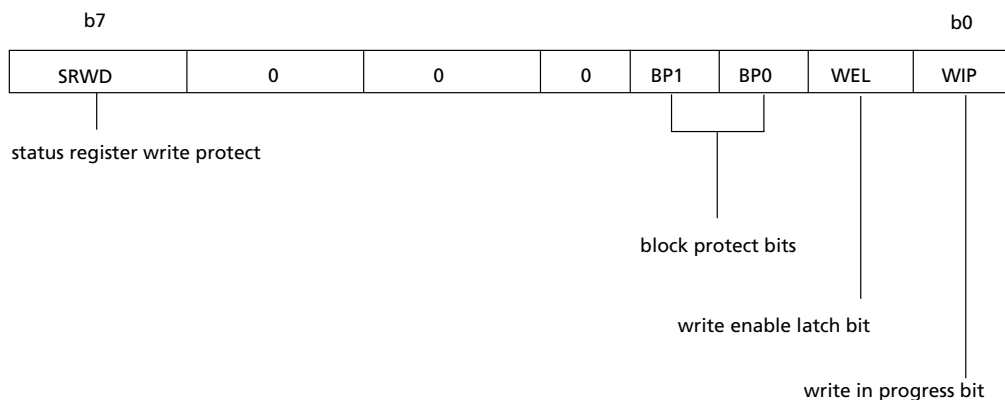 b7 b0
SRWD 0 0 0 BP1 BP0 WEL WIP
status register write protect
block protect bits
write enable latch bit
write in progress bit